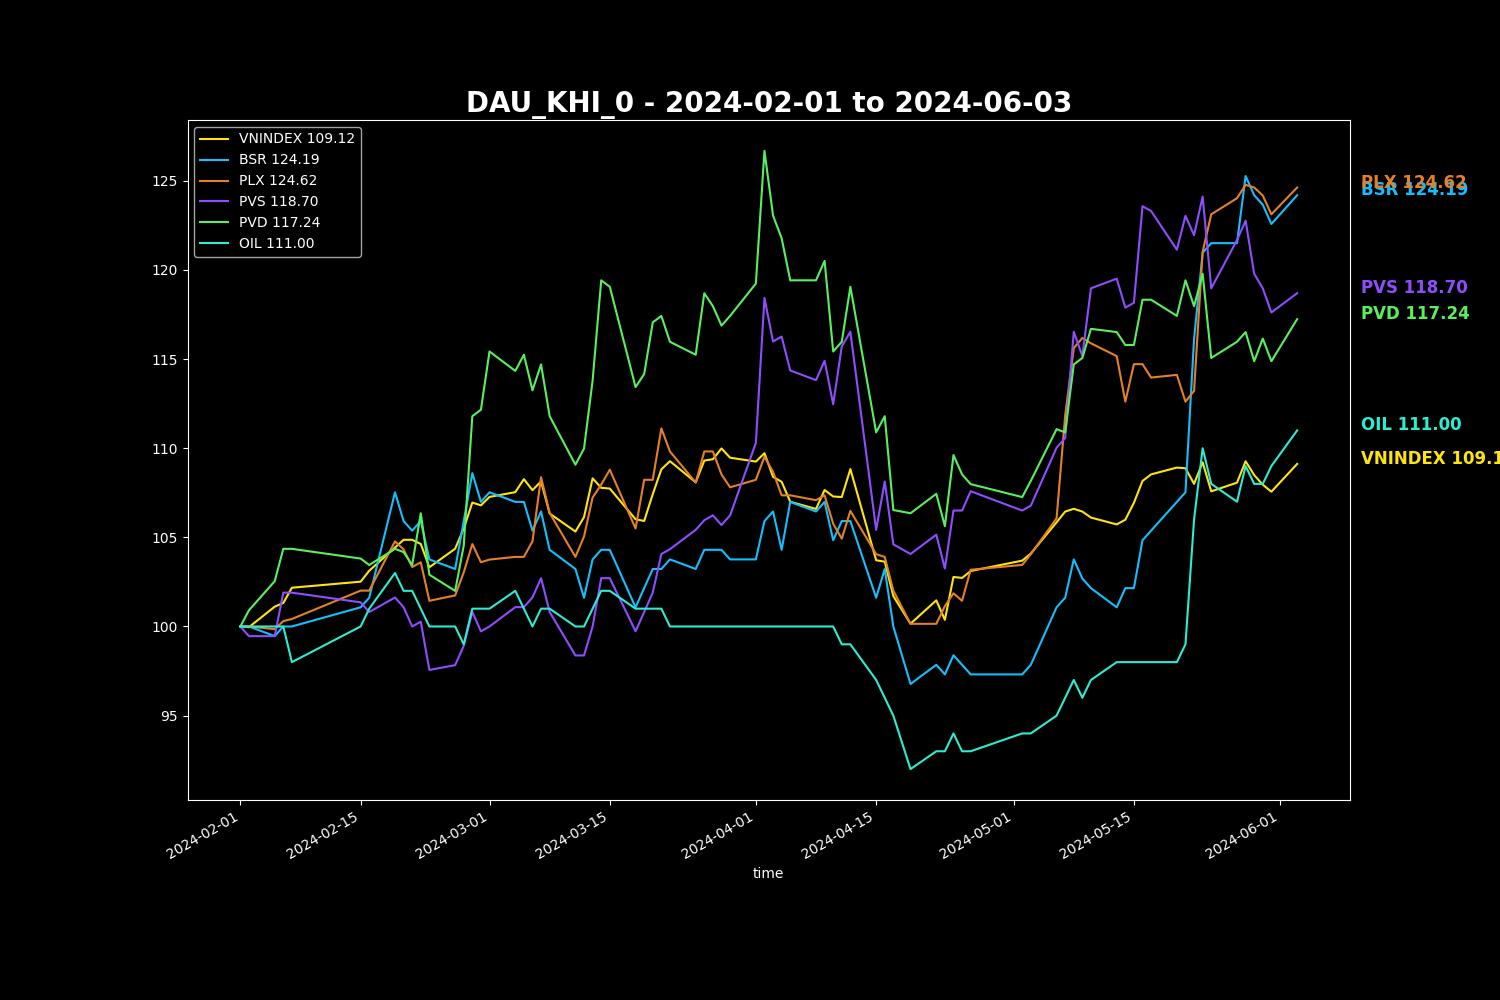 DAU_KHI_0 - 2024-02-01 to 2024-06-03
VNINDEX 109.12
BSR 124.19
PLX 124.62
PVS 118.70
PVD 117.24
OIL 111.00
125
120
115
110
105
100
95
PLX 124.62
BSR 124.19
PVS 118.70
PVD 117.24
OIL 111.00
VNINDEX 109.1
2024-02-01
2024-02-15
2024-03-01
2024-03-15
2024-04-01
2024-04-15
2024-05-01
2024-05-15
2024-06-01
time